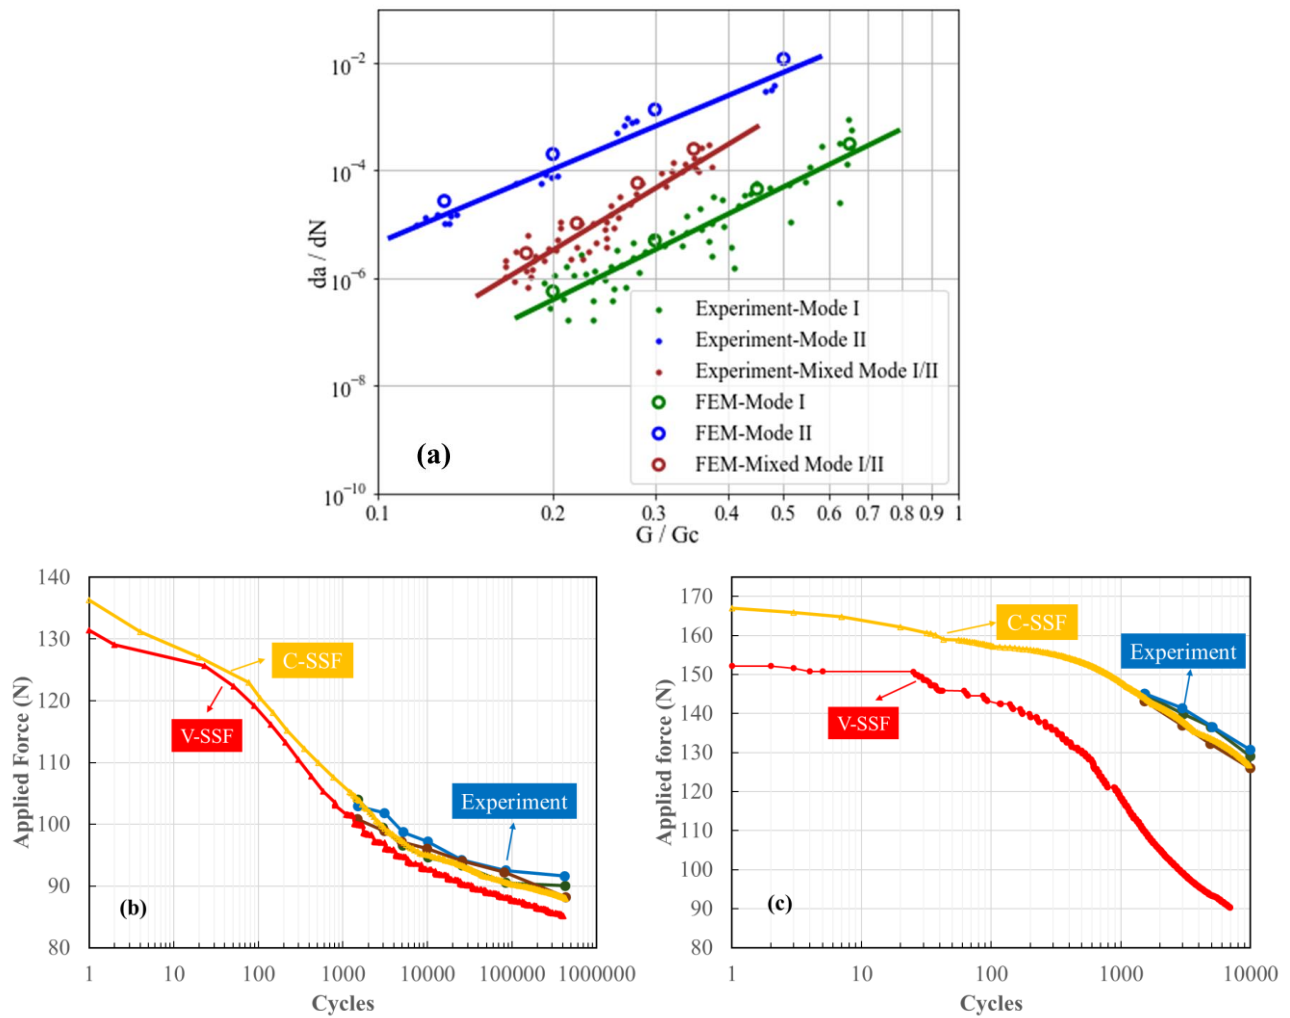 da / dN
10⁻²
10⁻⁴
10⁻⁶
10⁻⁸
10⁻¹⁰
Experiment-Mode I
Experiment-Mode II
Experiment-Mixed Mode I/II
FEM-Mode I
FEM-Mode II
FEM-Mixed Mode I/II
(a)
0.1 0.2 0.3 0.4 0.5 0.6 0.7 0.8 0.9 1
G / Gc
Applied Force (N)
140
130
120
110
100
90
80
C-SSF
V-SSF
Experiment
(b)
1 10 100 1000 10000 100000 1000000
Cycles
Applied force (N)
170
160
150
140
130
120
110
100
90
80
C-SSF
Experiment
V-SSF
(c)
1 10 100 1000 10000
Cycles